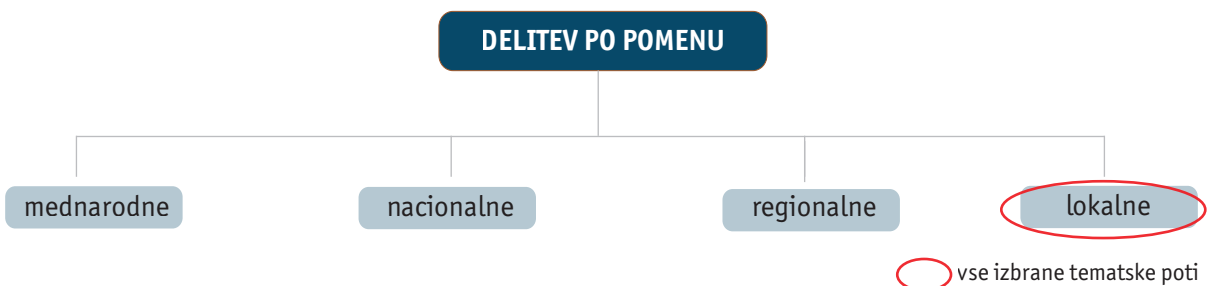 DELITEV PO POMENU
mednarodne
nacionalne
regionalne
lokalne
vse izbrane tematske poti